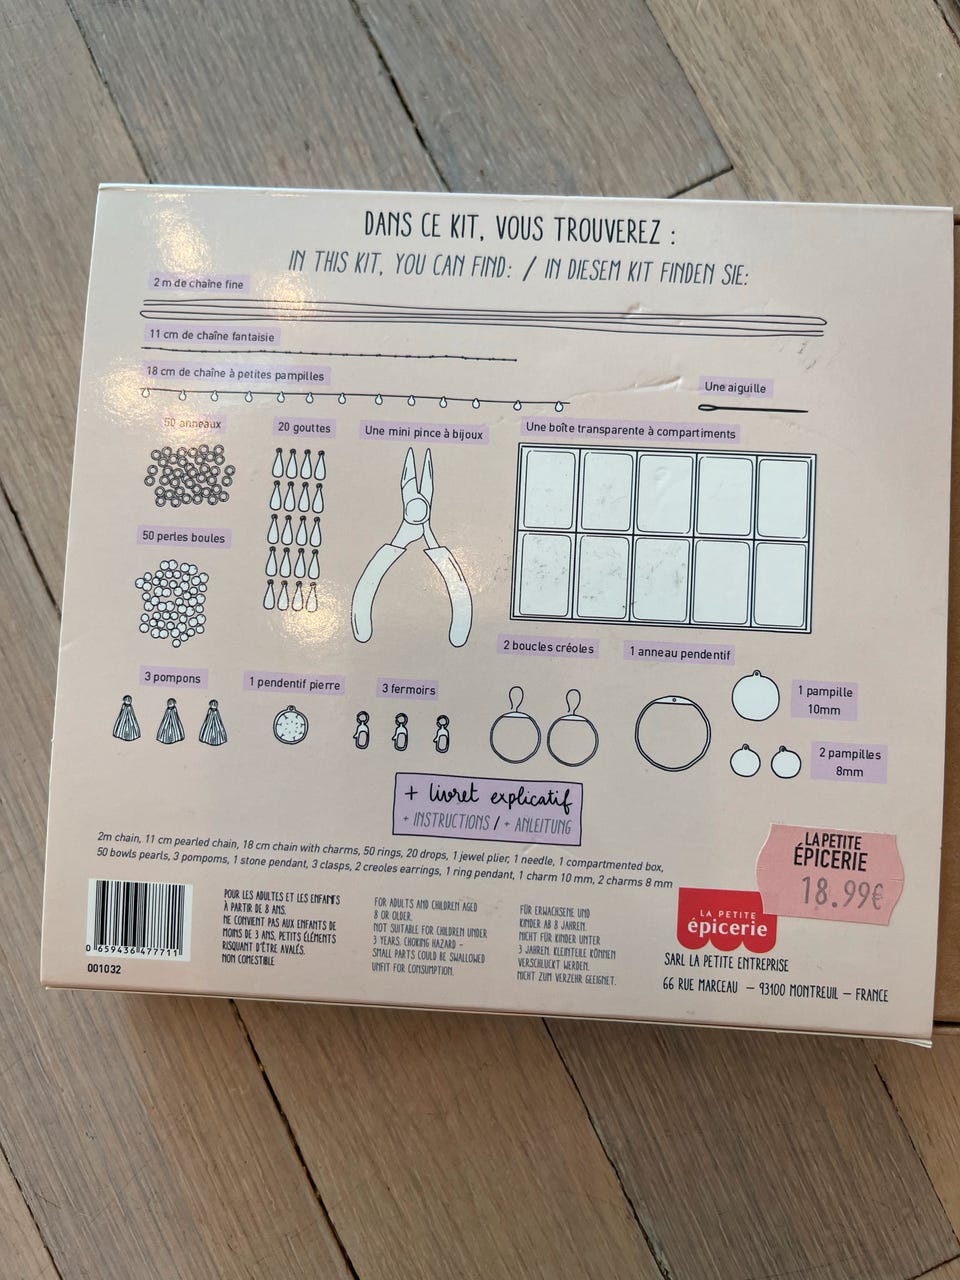 DANS CE KIT, VOUS TROUVEREZ :
IN THIS KIT, YOU CAN FIND: / IN DIESEM KIT FINDEN SIE:
2 m de chaîne fine
11 cm de chaîne fantaisie
18 cm de chaîne à petites pampilles
Une aiguille
50 anneaux
20 gouttes
Une mini pince à bijoux
Une boîte transparente à compartiments
50 perles boules
2 boucles créoles
1 anneau pendentif
3 pompons
1 pendentif pierre
3 fermoirs
1 pampille
10mm
2 pampilles
8mm
+ livret explicatif
+ INSTRUCTIONS / + ANLEITUNG
2m chain, 11 cm pearled chain, 18 cm chain with charms, 50 rings, 20 drops, 1 jewel plier, 1 needle, 1 compartmented box,
50 bowls pearls, 3 pompoms, 1 stone pendant, 3 clasps, 2 creoles earrings, 1 ring pendant, 1 charm 10 mm, 2 charms 8 mm
LA PETITE
ÉPICERIE
18.99€
0 659436 477711
001032
POUR LES ADULTES ET LES ENFANTS
À PARTIR DE 8 ANS.
NE CONVIENT PAS AUX ENFANTS DE
MOINS DE 3 ANS, PETITS ÉLÉMENTS
RISQUANT D'ÊTRE AVALÉS.
NON COMESTIBLE
FOR ADULTS AND CHILDREN AGED
8 OR OLDER.
NOT SUITABLE FOR CHILDREN UNDER
3 YEARS. CHOKING HAZARD -
SMALL PARTS COULD BE SWALLOWED
UNFIT FOR CONSUMPTION.
FÜR ERWACHSENE UND
KINDER AB 8 JAHREN.
NICHT FÜR KINDER UNTER
3 JAHREN. KLEINTEILE KÖNNEN
VERSCHLUCKT WERDEN.
NICHT ZUM VERZEHR GEEIGNET.
LA PETITE
épicerie
SARL LA PETITE ENTREPRISE
66 RUE MARCEAU – 93100 MONTREUIL – FRANCE